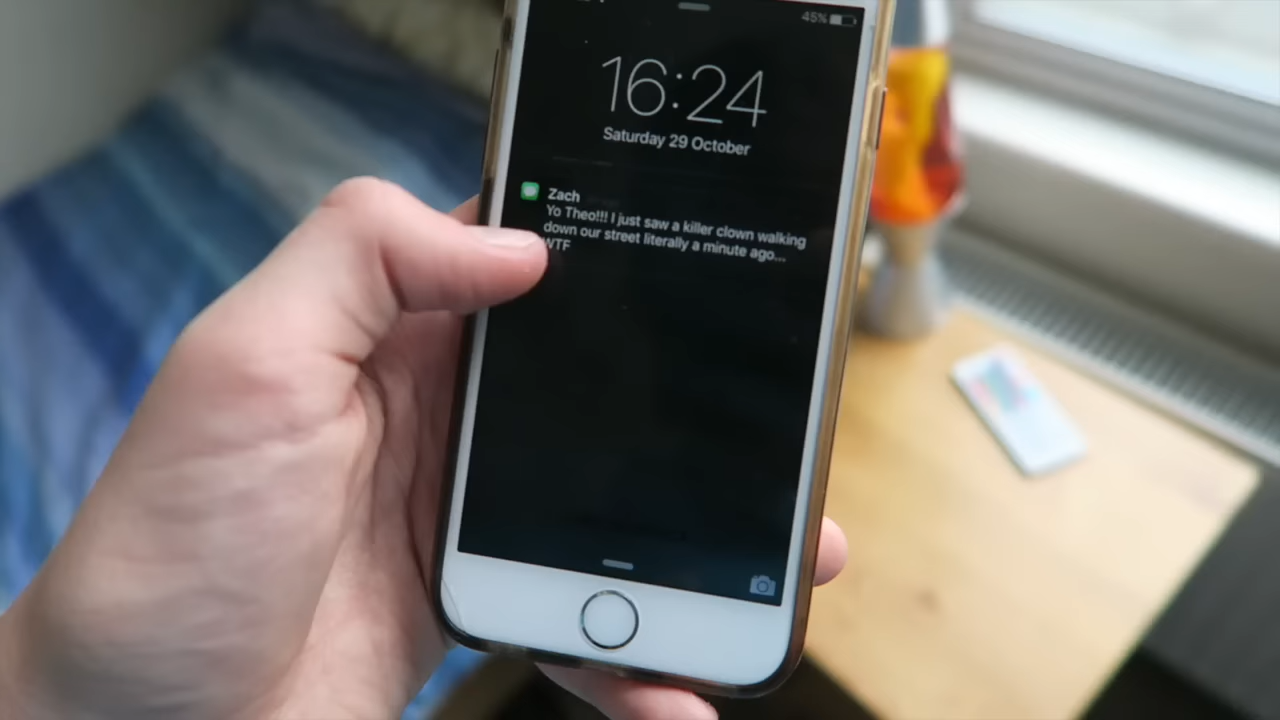 45%
16:24
Saturday 29 October
Zach
Yo Theo!!! I just saw a killer clown walking
down our street literally a minute ago...
WTF